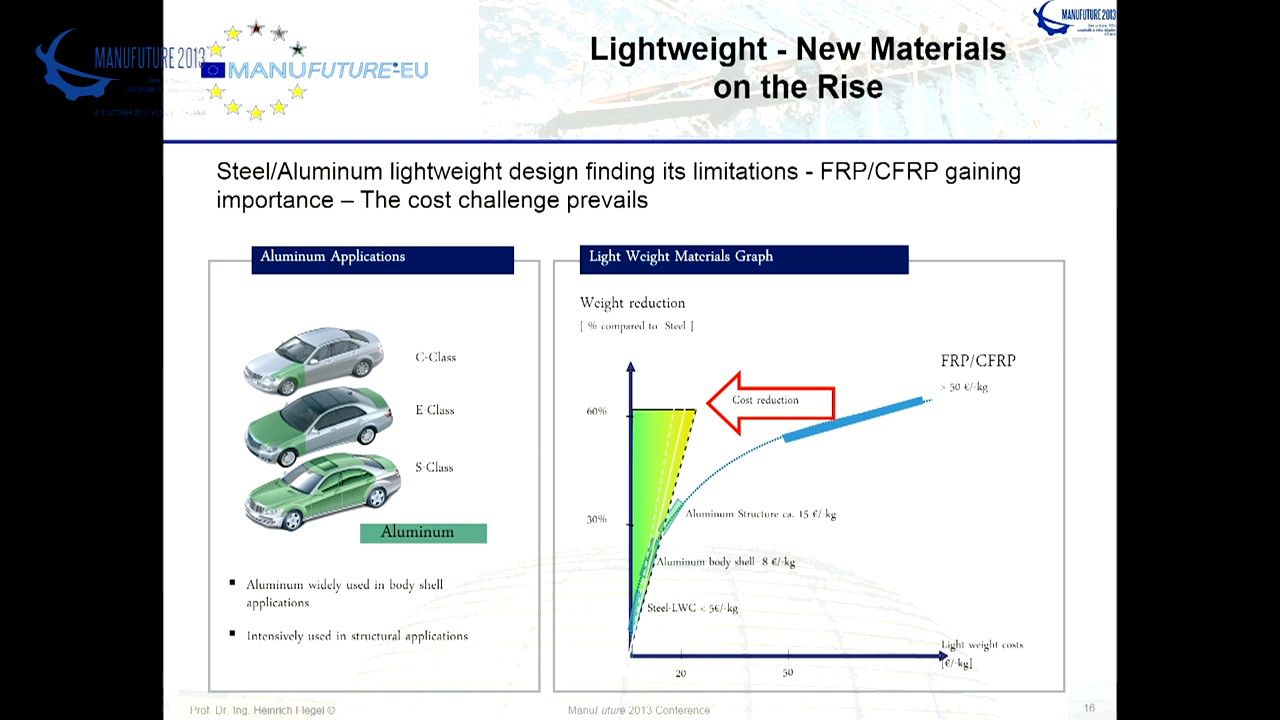 MANUFUTURE 2013
MANUFUTURE-EU
MANUFUTURE 2013
Lightweight - New Materials
on the Rise
Steel/Aluminum lightweight design finding its limitations - FRP/CFRP gaining
importance – The cost challenge prevails
Aluminum Applications
C-Class
E-Class
S-Class
Aluminum
▪ Aluminum widely used in body shell
applications
▪ Intensively used in structural applications
Light Weight Materials Graph
Weight reduction
[ % compared to Steel ]
FRP/CFRP
> 50 €/-kg
Cost reduction
60%
30%
Aluminum Structure ca. 15 €/-kg
Aluminum body shell 8 €/-kg
Steel-LWC < 5€/-kg
Light weight costs
[€/-kg]
20
50
Prof. Dr. Ing. Heinrich Flegel ©
ManuFuture 2013 Conference
16